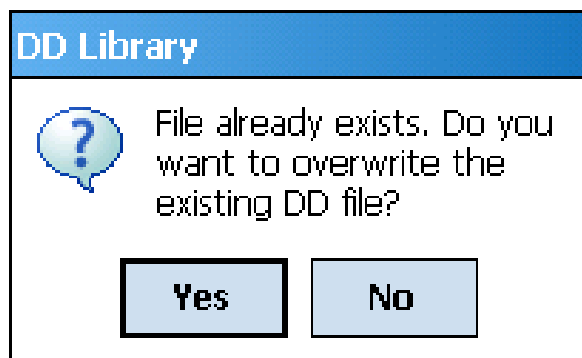 DD Library
File already exists. Do you
want to overwrite the
existing DD file?
Yes
No